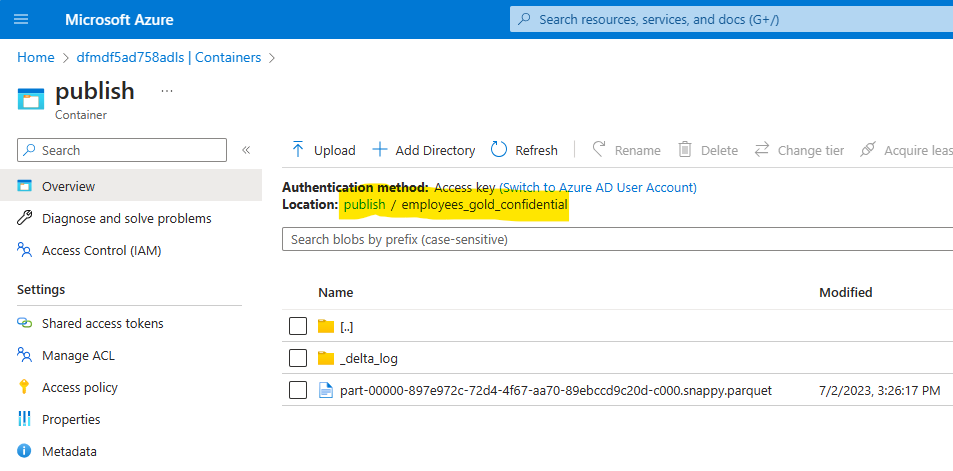 Microsoft Azure
Search resources, services, and docs (G+/)
Home > dfmdf5ad758adls | Containers >
publish ...
Container
Search
«
Overview
Diagnose and solve problems
Access Control (IAM)
Settings
Shared access tokens
Manage ACL
Access policy
Properties
Metadata
Upload Add Directory Refresh Rename Delete Change tier Acquire leas
Authentication method: Access key (Switch to Azure AD User Account)
Location: publish / employees_gold_confidential
Search blobs by prefix (case-sensitive)
Name Modified
[..]
_delta_log
part-00000-897e972c-72d4-4f67-aa70-89ebccd9c20d-c000.snappy.parquet 7/2/2023, 3:26:17 PM